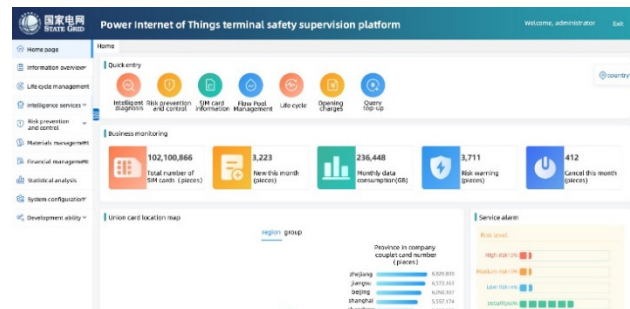 国家电网
STATE GRID
Power Internet of Things terminal safety supervision platform
Welcome, administrator
Exit
Home page
Home
Information overview
Life cycle management
Intelligence services
Risk prevention
and control
Materials management
Financial management
Statistical analysis
System configuration
Development ability
Quick entry
country
Intelligent
diagnosis
Risk prevention
and control
SIM card
information
Flow Pool
Management
Life cycle
Opening
charges
Query
top-up
Business monitoring
102,100,866
Total number of
SIM cards (pieces)
3,223
New this month
(pieces)
236,448
Monthly data
consumption(GB)
3,711
Risk warning
(pieces)
412
Cancel this month
(pieces)
Union card location map
region group
Province in company
couplet card number
(pieces)
zhejiang
jiangsu
beijing
shanghai
5,557,174
Service alarm
Risk level
High risk
Medium risk
Low risk
security